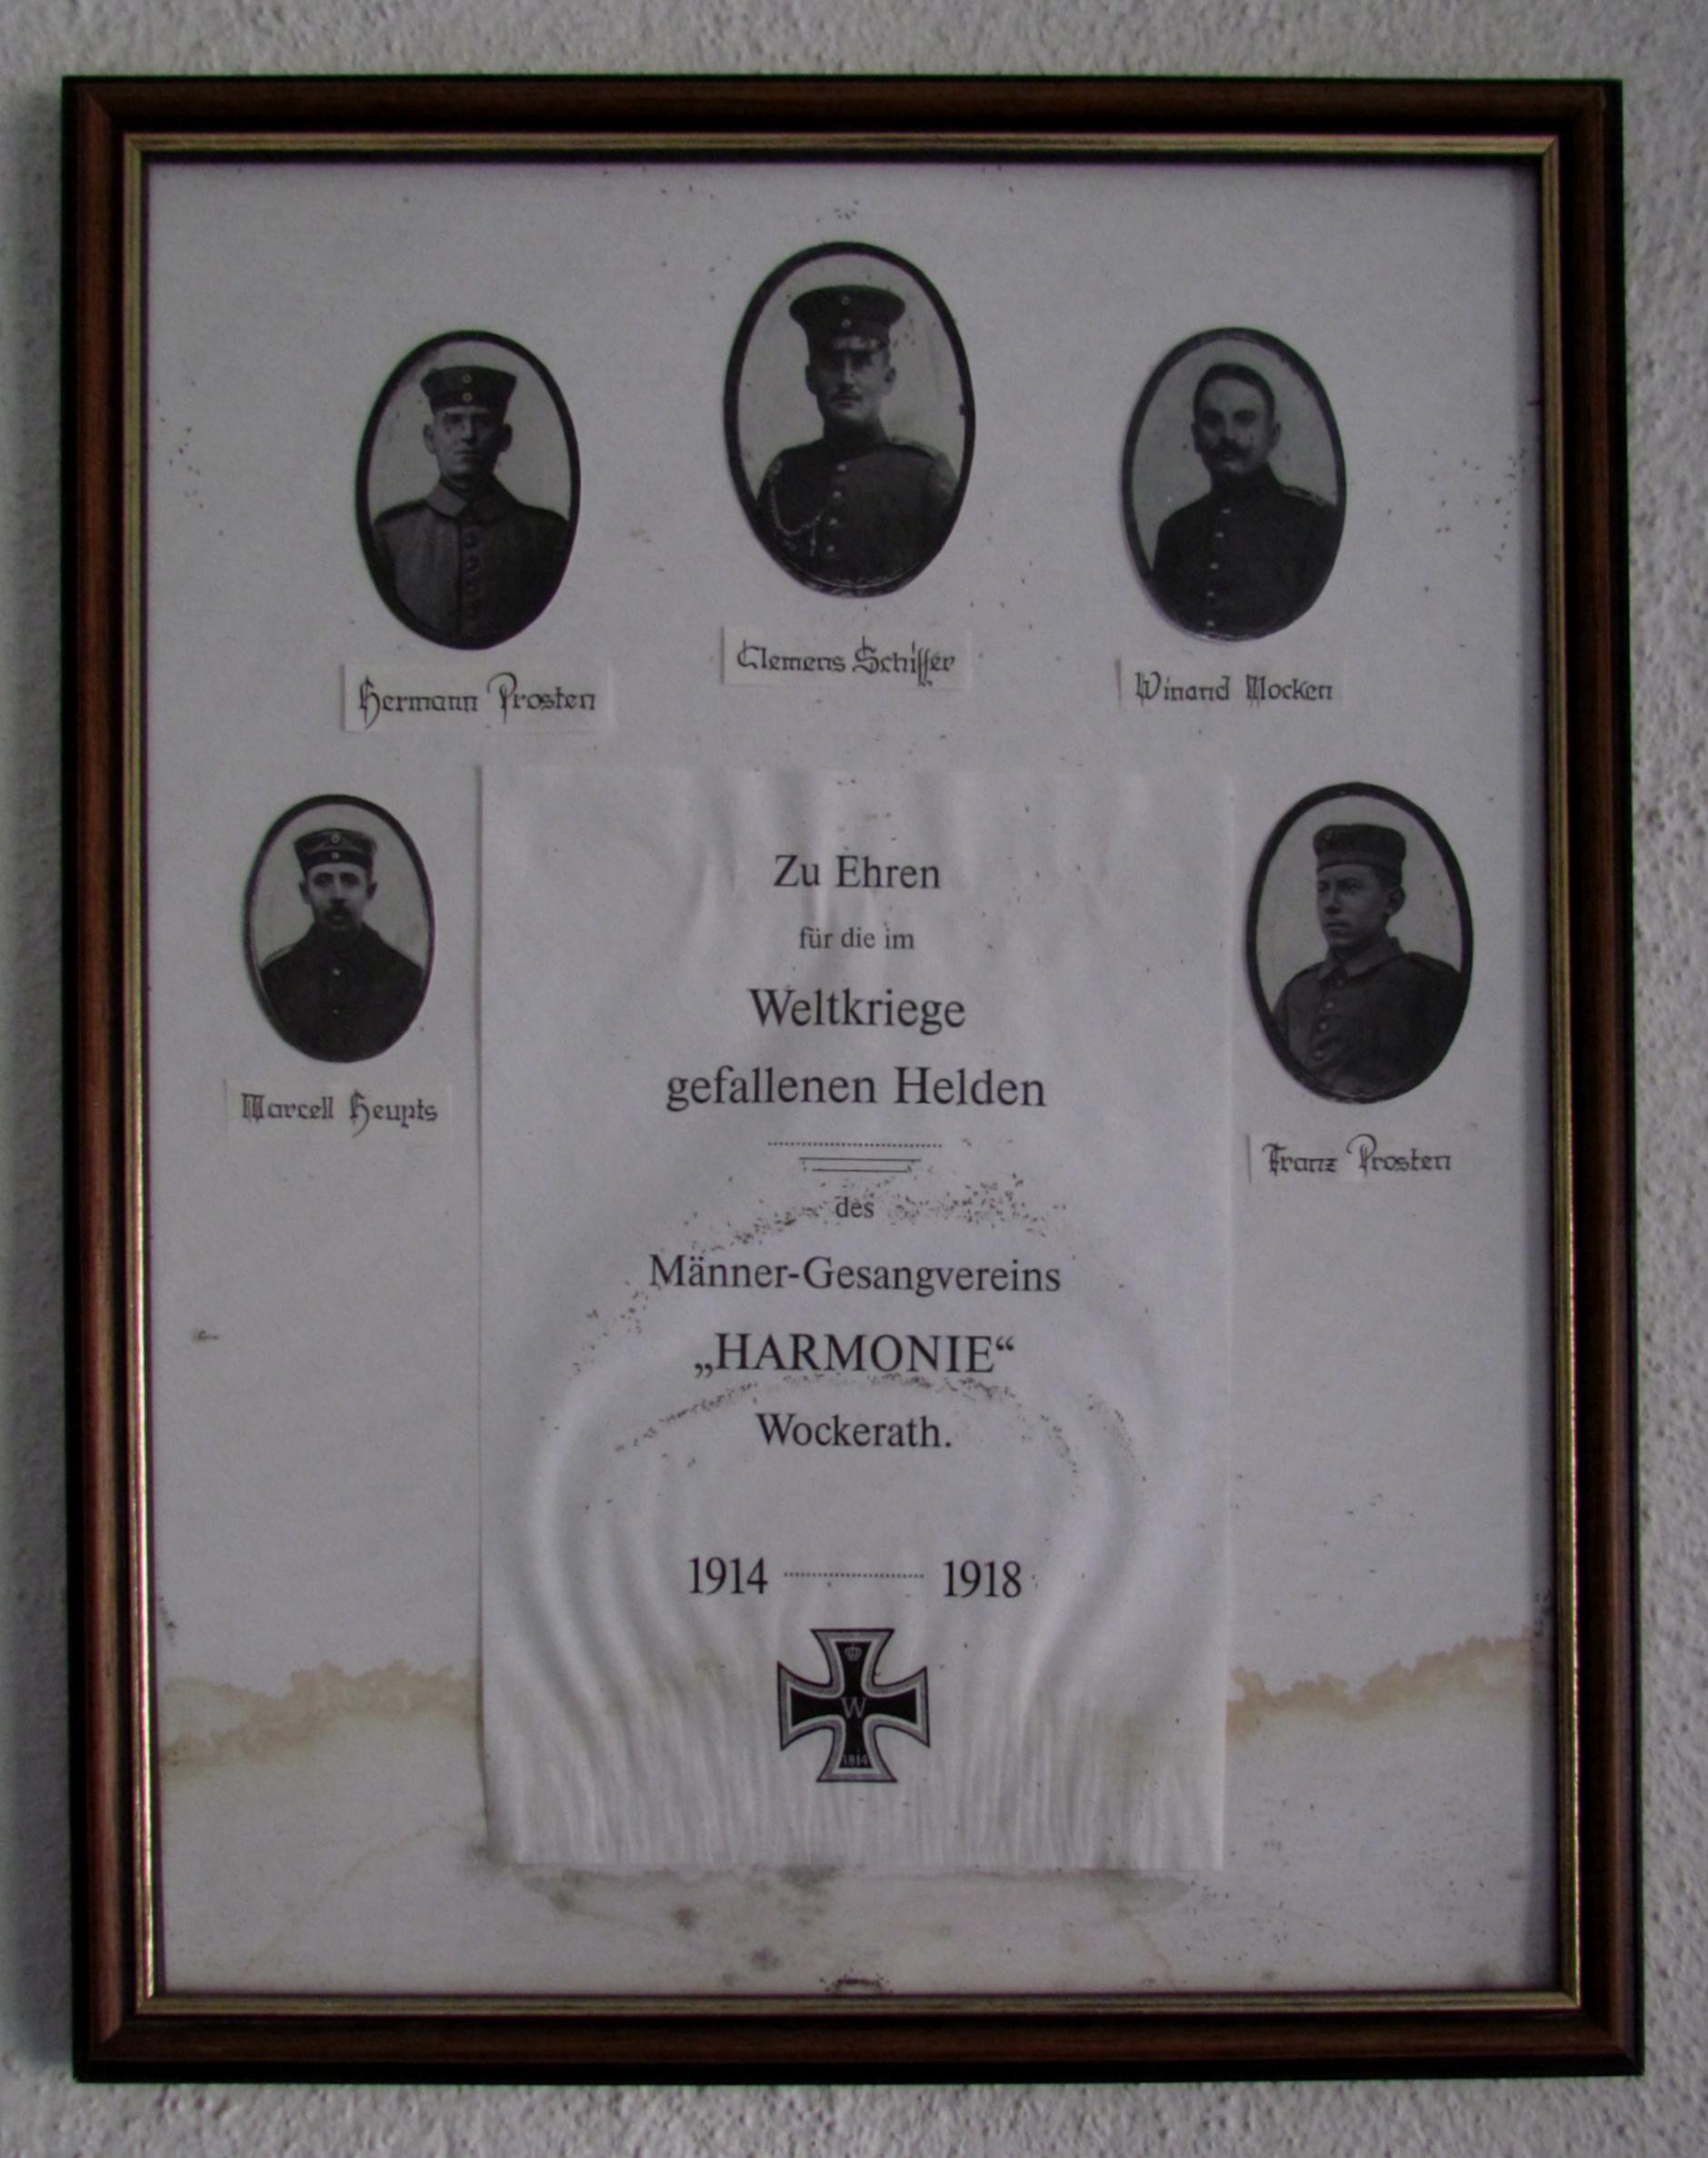 Clemens Schiffer
Hermann Prosten
Winand Mocken
Marcell Heupts
Franz Prosten
Zu Ehren
für die im
Weltkriege
gefallenen Helden
des
Männer-Gesangvereins
„HARMONIE“
Wockerath.
1914 ........................ 1918
W
1814